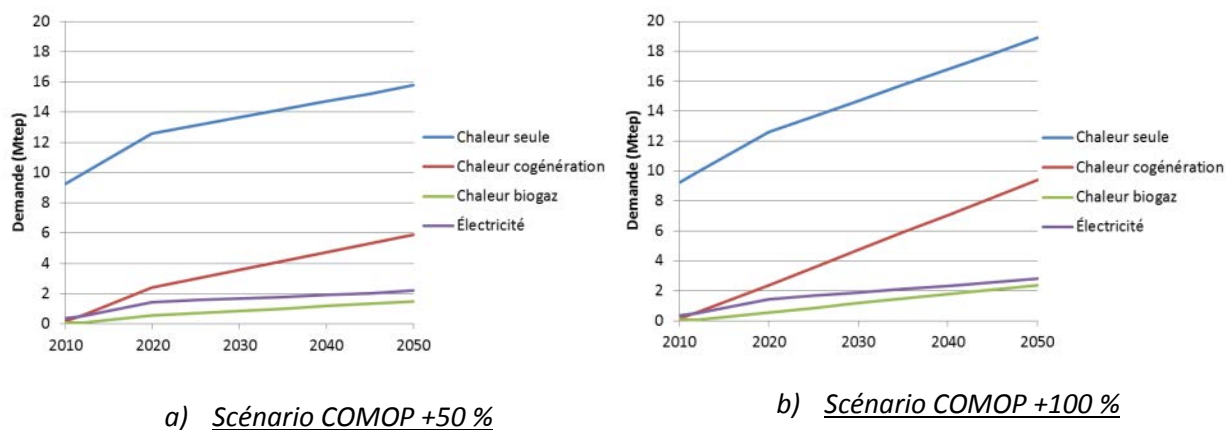 20
18
16
14
12
10
8
6
4
2
0
Demande (Mtep)
2010 2020 2030 2040 2050
Chaleur seule
Chaleur cogénération
Chaleur biogaz
Électricité
a) Scénario COMOP +50 %
20
18
16
14
12
10
8
6
4
2
0
Demande (Mtep)
2010 2020 2030 2040 2050
Chaleur seule
Chaleur cogénération
Chaleur biogaz
Électricité
b) Scénario COMOP +100 %